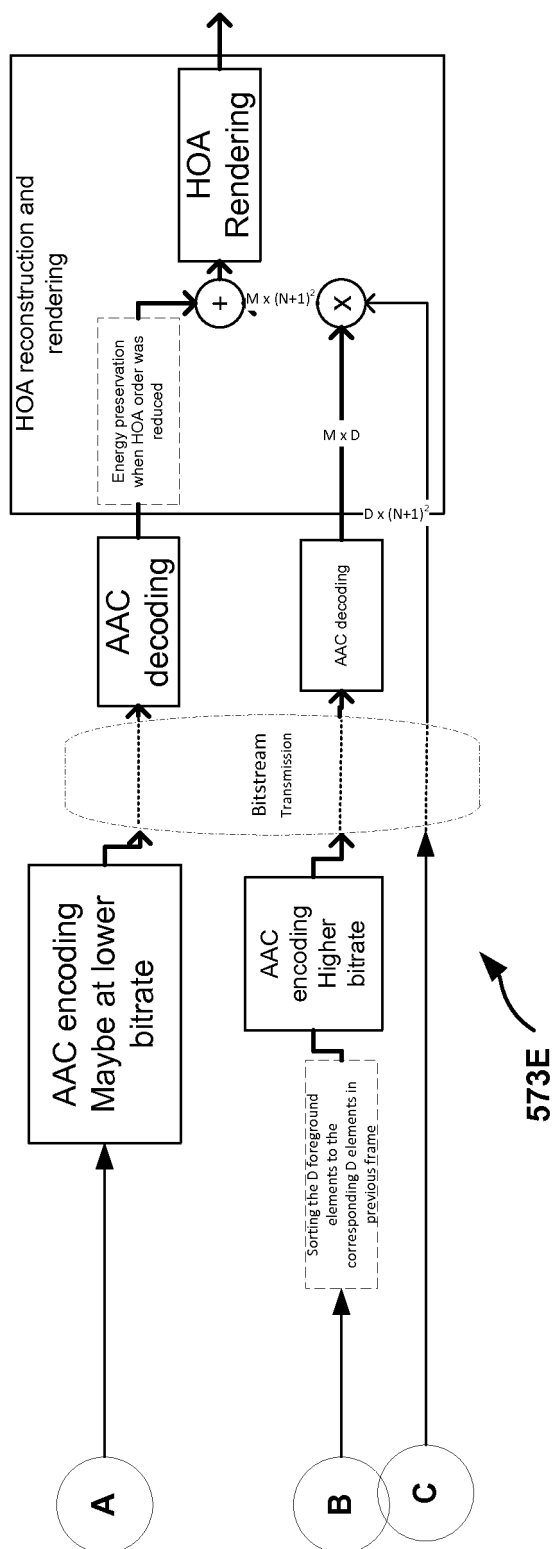 HOA reconstruction and
rendering
HOA
Rendering
Energy preservation
when HOA order was
reduced
+
M x (N+1)²
X
M x D
D x (N+1)²
AAC
decoding
AAC decoding
Bitstream
Transmission
AAC encoding
Maybe at lower
bitrate
AAC
encoding
Higher
bitrate
Sorting the D foreground
elements to the
corresponding D elements in
previous frame
A
B
C
573E